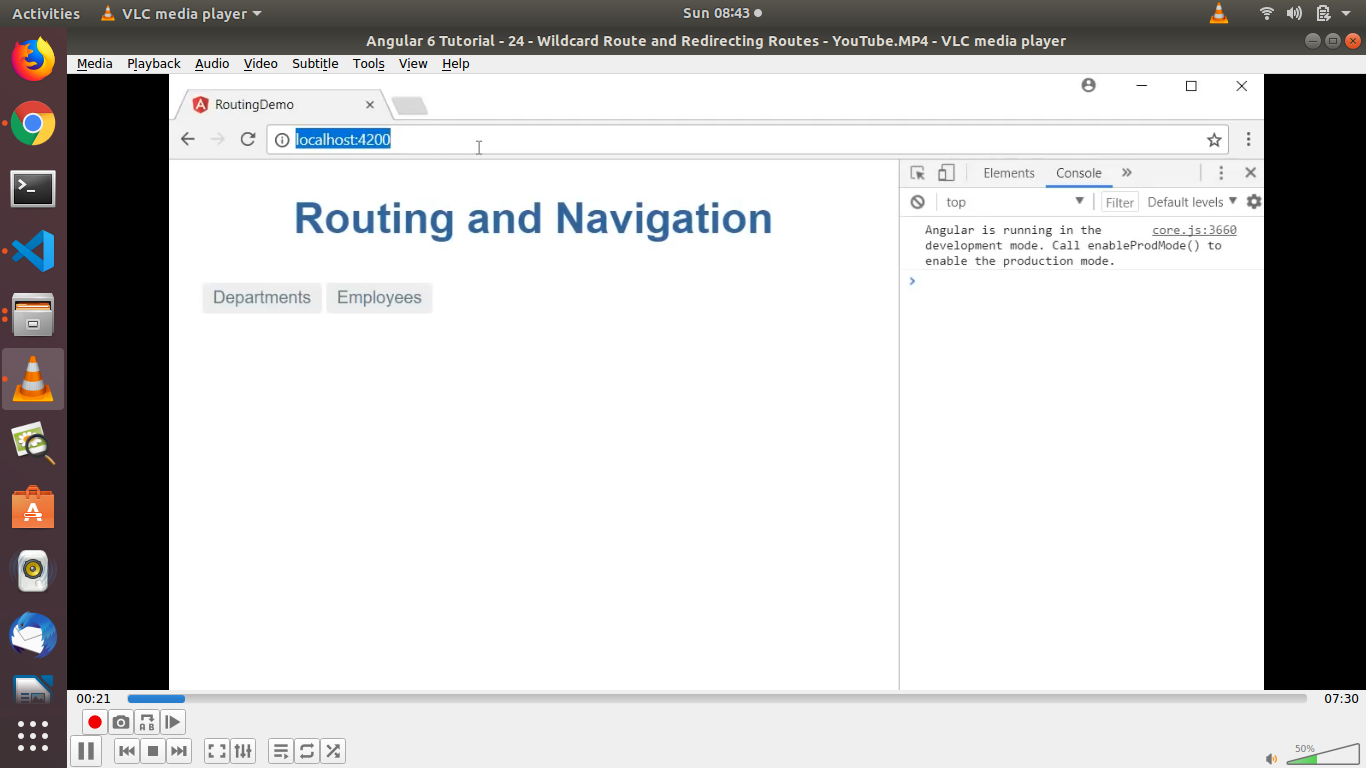 Activities VLC media player Sun 08:43
Angular 6 Tutorial - 24 - Wildcard Route and Redirecting Routes - YouTube.MP4 - VLC media player
Media Playback Audio Video Subtitle Tools View Help
RoutingDemo
localhost:4200
Elements Console »
top Filter Default levels
Routing and Navigation
Departments Employees
Angular is running in the core.js:3660
development mode. Call enableProdMode() to
enable the production mode.
00:21 07:30
A B
50%